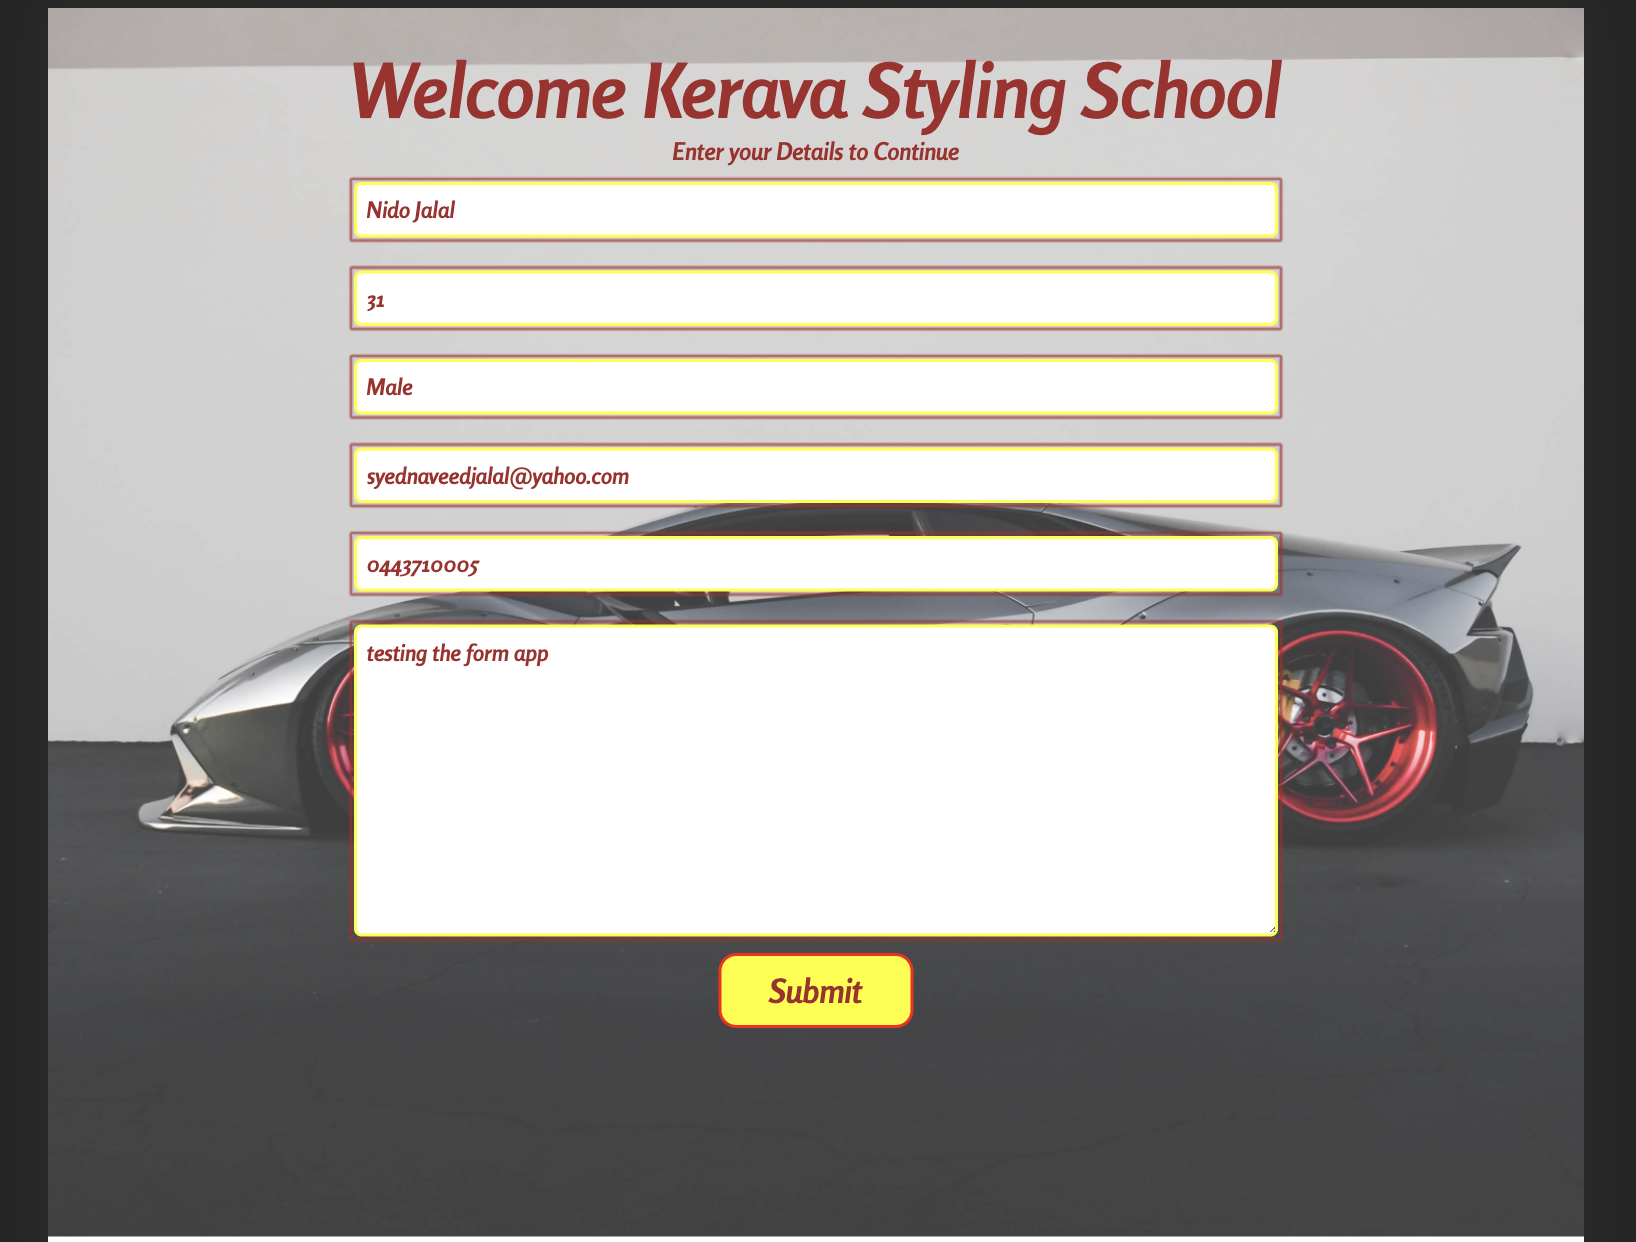 Welcome Kerava Styling School
Enter your Details to Continue
Nido Jalal
31
Male
syednaveedjalal@yahoo.com
0443710005
testing the form app
Submit